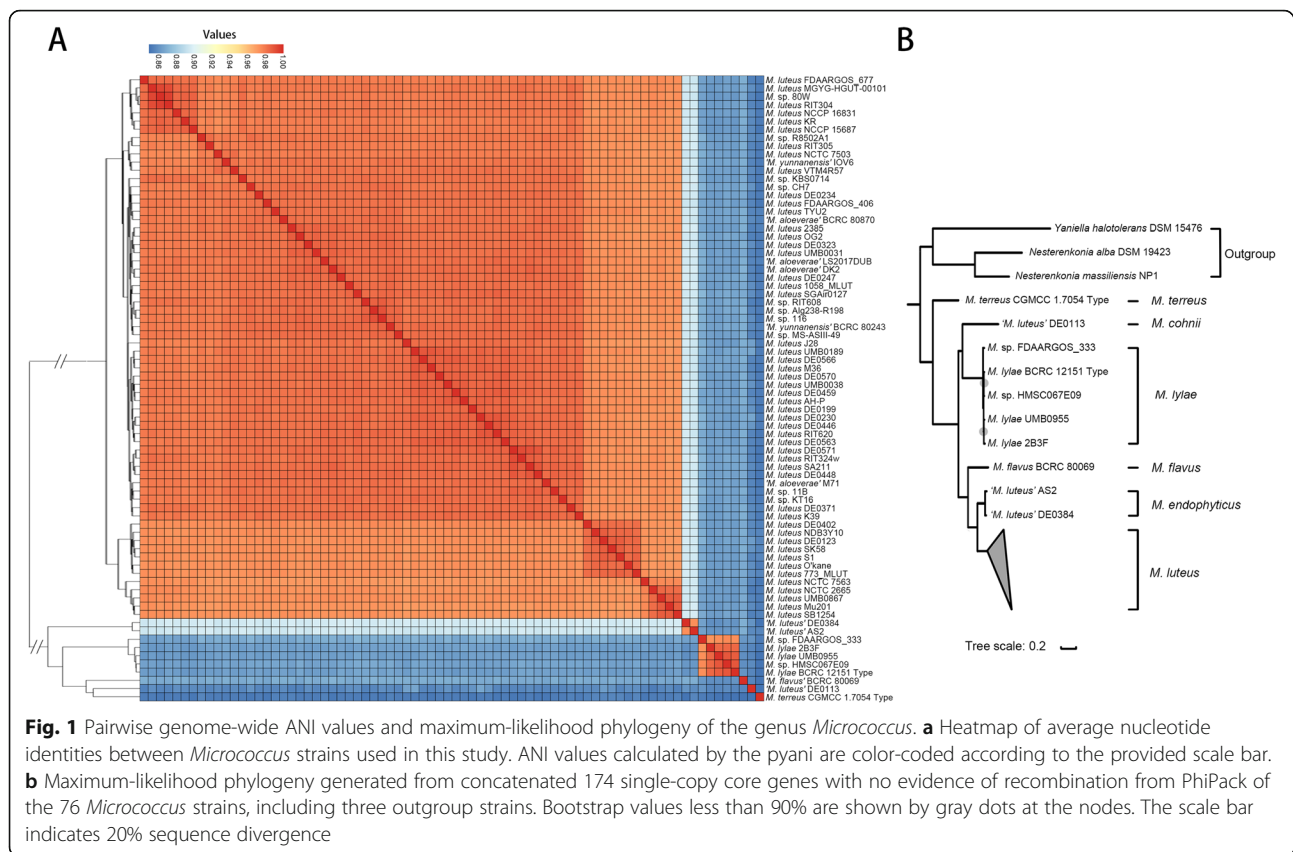 A
Values
0.86
0.88
0.90
0.92
0.94
0.96
0.98
1.00
M. luteus FDAARGOS_677
M. luteus MGYG-HGUT-00101
M. sp. 80W
M. luteus RIT304
M. luteus NCCP 16831
M. luteus KR
M. luteus NCCP 15687
M. sp. R8502A1
M. luteus RIT305
M. luteus NCTC 7503
'M. yunnanensis' IOV6
M. luteus VTM4R57
M. sp. KBS0714
M. sp. CH7
M. luteus DE0234
M. luteus FDAARGOS_406
M. luteus TYU2
'M. aloeverae' BCRC 80870
M. luteus 2385
M. luteus OG2
M. luteus DE0323
M. luteus UMB0031
'M. aloeverae' LS2017DUB
'M. aloeverae' DK2
M. luteus DE0247
M. luteus 1058_MLUT
M. luteus SGAir0127
M. sp. RIT608
M. sp. Alg238-R198
M. sp. 116
'M. yunnanensis' BCRC 80243
M. sp. MS-ASIII-49
M. luteus J28
M. luteus UMB0189
M. luteus DE0566
M. luteus M36
M. luteus DE0570
M. luteus UMB0038
M. luteus DE0459
M. luteus AH-P
M. luteus DE0199
M. luteus DE0230
M. luteus DE0446
M. luteus RIT620
M. luteus DE0563
M. luteus DE0571
M. luteus RIT324w
M. luteus SA211
M. luteus DE0448
'M. aloeverae' M71
M. sp. 11B
M. sp. KT16
M. luteus DE0371
M. luteus K39
M. luteus DE0402
M. luteus NDB3Y10
M. luteus DE0123
M. luteus SK58
M. luteus S1
M. luteus O'kane
M. luteus 773_MLUT
M. luteus NCTC 7563
M. luteus NCTC 2665
M. luteus UMB0867
M. luteus Mu201
M. luteus SB1254
'M. luteus' DE0384
'M. luteus' AS2
M. sp. FDAARGOS_333
M. lylae 2B3F
M. lylae UMB0955
M. sp. HMSC067E09
M. lylae BCRC 12151 Type
'M. flavus' BCRC 80069
'M. luteus' DE0113
M. terreus CGMCC 1.7054 Type
B
Yaniella halotolerans DSM 15476
Nesterenkonia alba DSM 19423
Nesterenkonia massiliensis NP1
Outgroup
M. terreus CGMCC 1.7054 Type
M. terreus
'M. luteus' DE0113
M. cohnii
M. sp. FDAARGOS_333
M. lylae BCRC 12151 Type
M. sp. HMSC067E09
M. lylae UMB0955
M. lylae 2B3F
M. lylae
M. flavus BCRC 80069
M. flavus
'M. luteus' AS2
'M. luteus' DE0384
M. endophyticus
M. luteus
Tree scale: 0.2
Fig. 1 Pairwise genome-wide ANI values and maximum-likelihood phylogeny of the genus Micrococcus. a Heatmap of average nucleotide
identities between Micrococcus strains used in this study. ANI values calculated by the pyani are color-coded according to the provided scale bar.
b Maximum-likelihood phylogeny generated from concatenated 174 single-copy core genes with no evidence of recombination from PhiPack of
the 76 Micrococcus strains, including three outgroup strains. Bootstrap values less than 90% are shown by gray dots at the nodes. The scale bar
indicates 20% sequence divergence